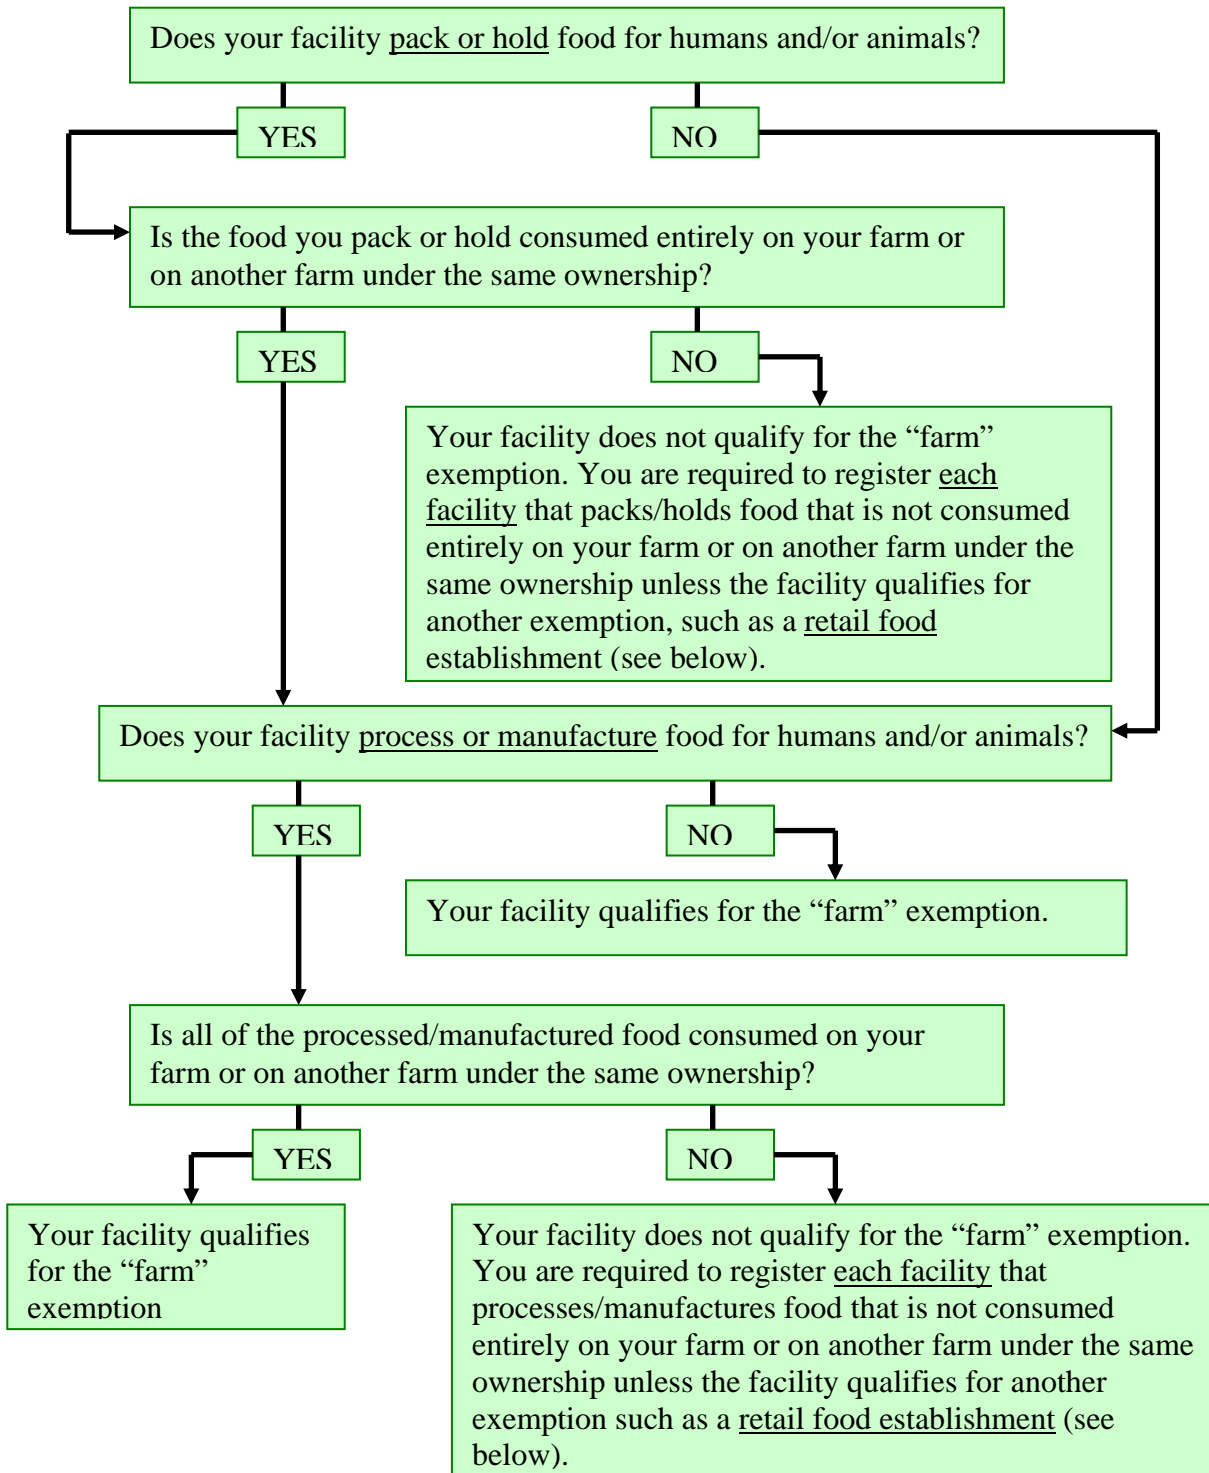 Does your facility pack or hold food for humans and/or animals?
YES
NO
Is the food you pack or hold consumed entirely on your farm or
on another farm under the same ownership?
YES
NO
Your facility does not qualify for the “farm”
exemption. You are required to register each
facility that packs/holds food that is not consumed
entirely on your farm or on another farm under the
same ownership unless the facility qualifies for
another exemption, such as a retail food
establishment (see below).
Does your facility process or manufacture food for humans and/or animals?
YES
NO
Your facility qualifies for the “farm” exemption.
Is all of the processed/manufactured food consumed on your
farm or on another farm under the same ownership?
YES
NO
Your facility qualifies
for the “farm”
exemption
Your facility does not qualify for the “farm” exemption.
You are required to register each facility that
processes/manufactures food that is not consumed
entirely on your farm or on another farm under the same
ownership unless the facility qualifies for another
exemption such as a retail food establishment (see
below).